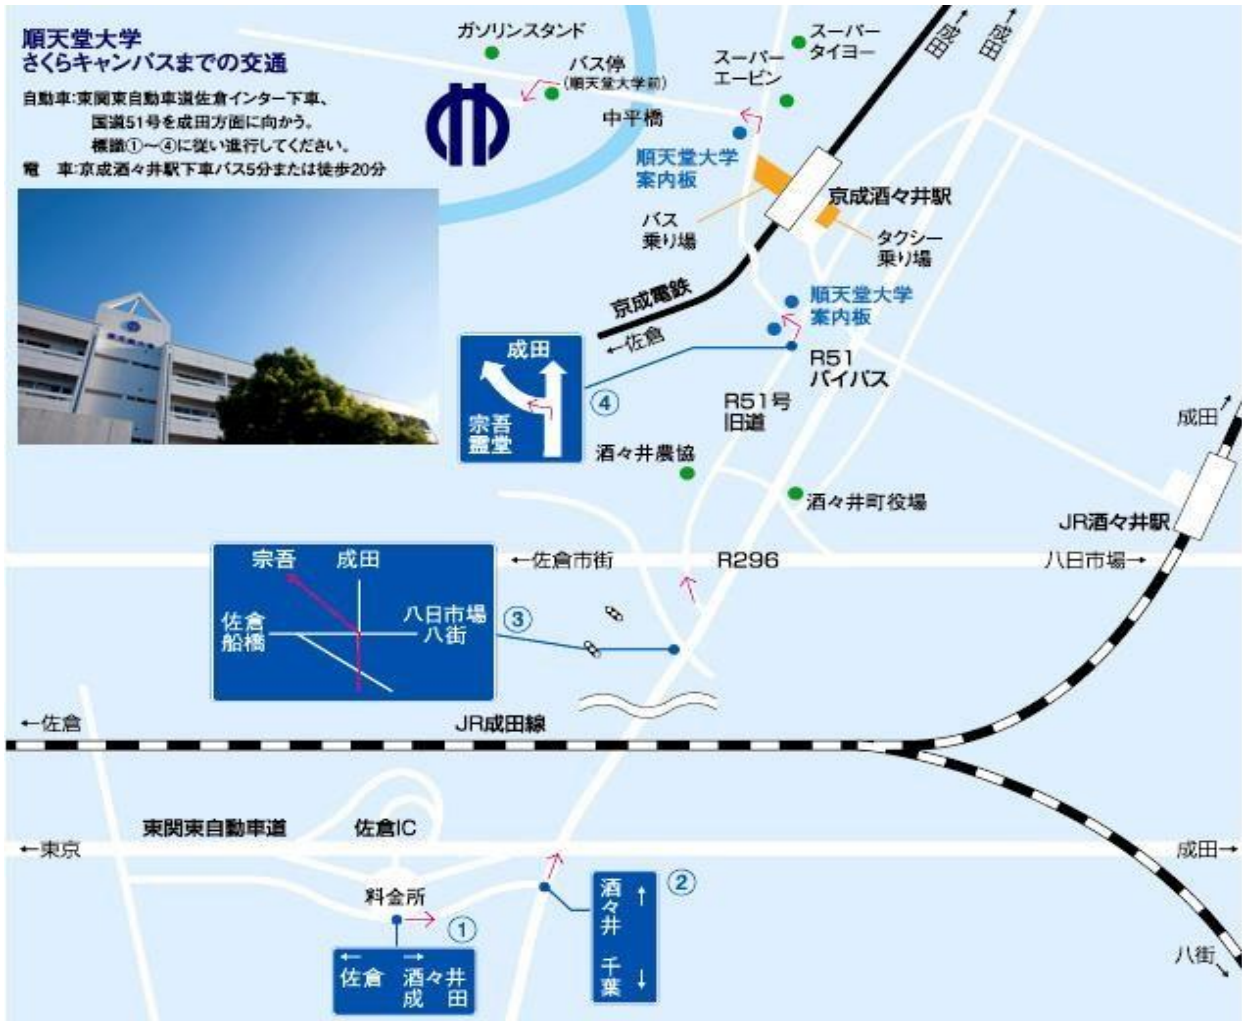 順天堂大学
さくらキャンパスまでの交通
自動車:東関東自動車道佐倉インター下車、
国道51号を成田方面に向かう。
標識①〜④に従い進行してください。
電　車:京成酒々井駅下車バス5分または徒歩20分
ガソリンスタンド
バス停
(順天堂大学前)
中平橋
スーパー
エービン
スーパー
タイヨー
→成田
→成田
順天堂大学
案内板
京成酒々井駅
バス
乗り場
タクシー
乗り場
京成電鉄
←佐倉
順天堂大学
案内板
成田
宗吾
霊堂
④
R51
バイパス
R51号
旧道
酒々井農協
酒々井町役場
成田
JR酒々井駅
←佐倉市街
R296
八日市場→
宗吾
成田
佐倉
船橋
八日市場
八街
③
←佐倉
JR成田線
東関東自動車道
佐倉IC
←東京
成田→
料金所
①
②
酒々井 ↑
千葉 ↓
← →
佐倉 酒々井
成田
八街
順天堂大学